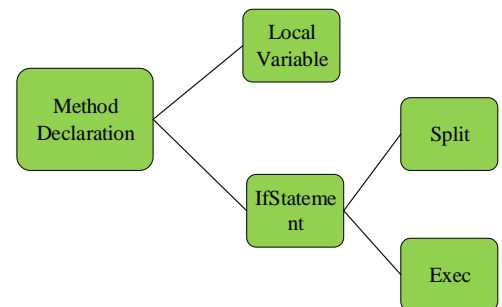 Method
Declaration
Local
Variable
IfStateme
nt
Split
Exec